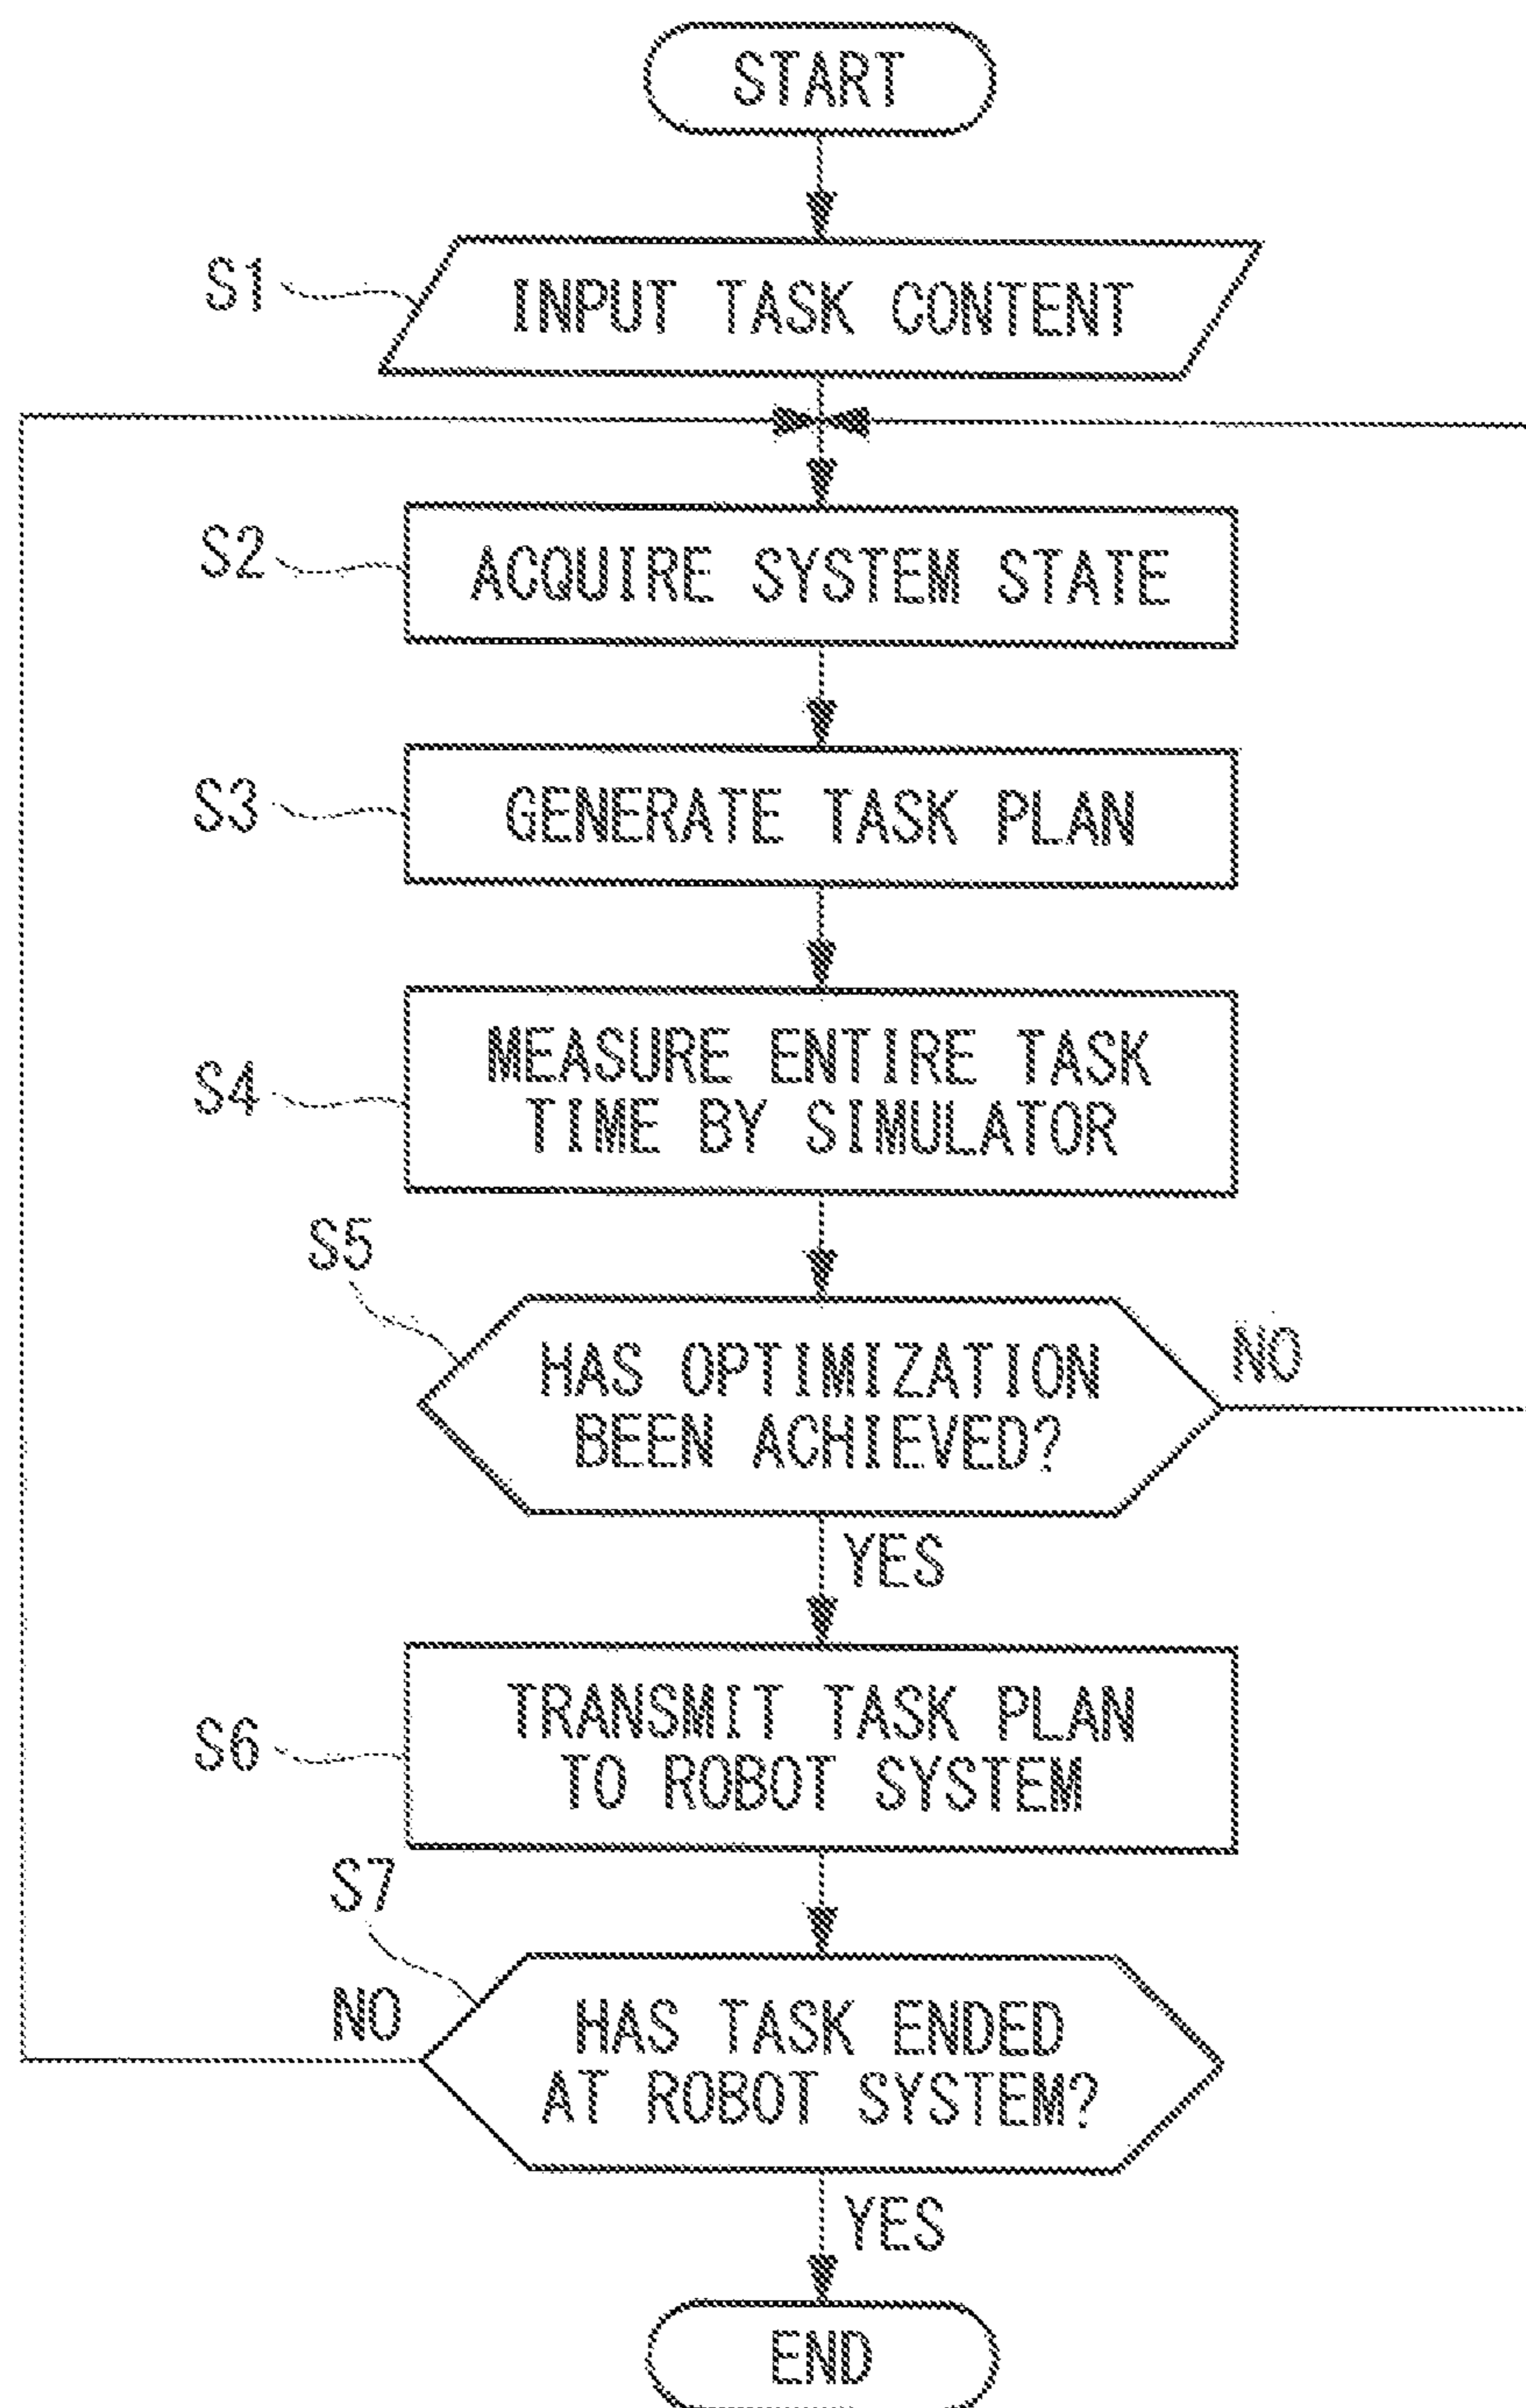 START
S1
INPUT TASK CONTENT
S2
ACQUIRE SYSTEM STATE
S3
GENERATE TASK PLAN
S4
MEASURE ENTIRE TASK
TIME BY SIMULATOR
S5
HAS OPTIMIZATION
BEEN ACHIEVED?
NO
YES
S6
TRANSMIT TASK PLAN
TO ROBOT SYSTEM
S7
NO
HAS TASK ENDED
AT ROBOT SYSTEM?
YES
END